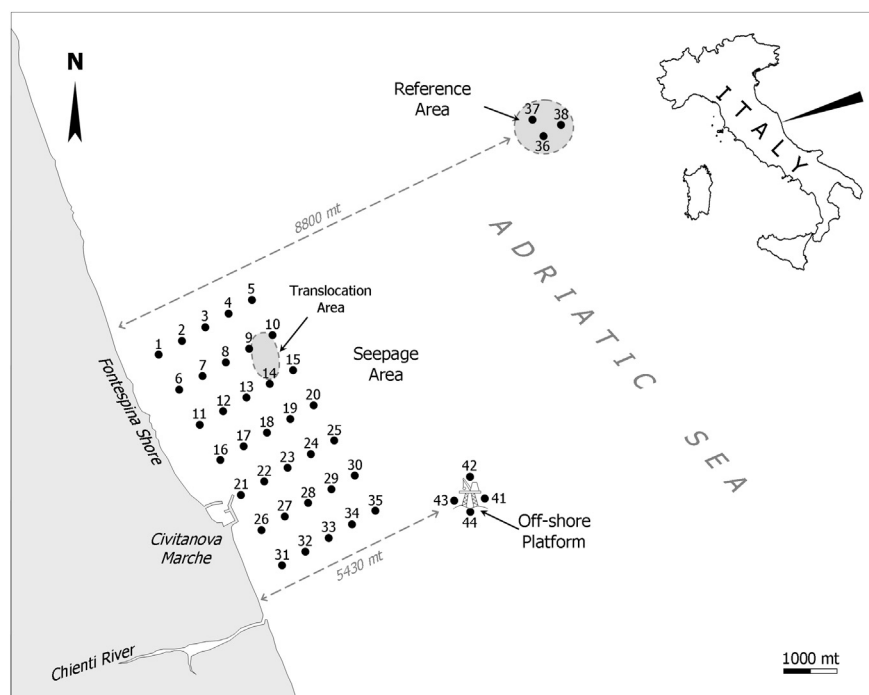 N
Reference
Area
37
38
36
ITALY
8800 mt
ADRIATIC SEA
5
4
3
2
1
Translocation
Area
10
9
8
7
6
15
14
13
12
11
Seepage
Area
Fontespina Shore
20
19
18
17
16
25
24
23
22
21
30
29
28
27
26
35
34
33
32
31
42
43
41
44
Off-shore
Platform
Civitanova
Marche
5430 mt
Chienti River
1000 mt